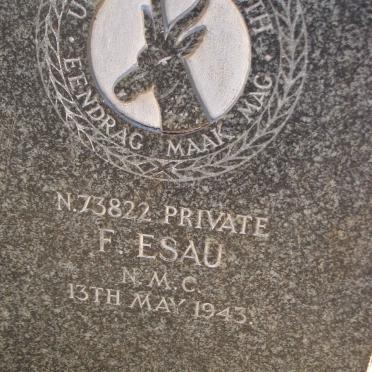 EENDRAG MAAK MAG
N.73822 PRIVATE
F. ESAU
N.M.C.
13TH MAY 1943.